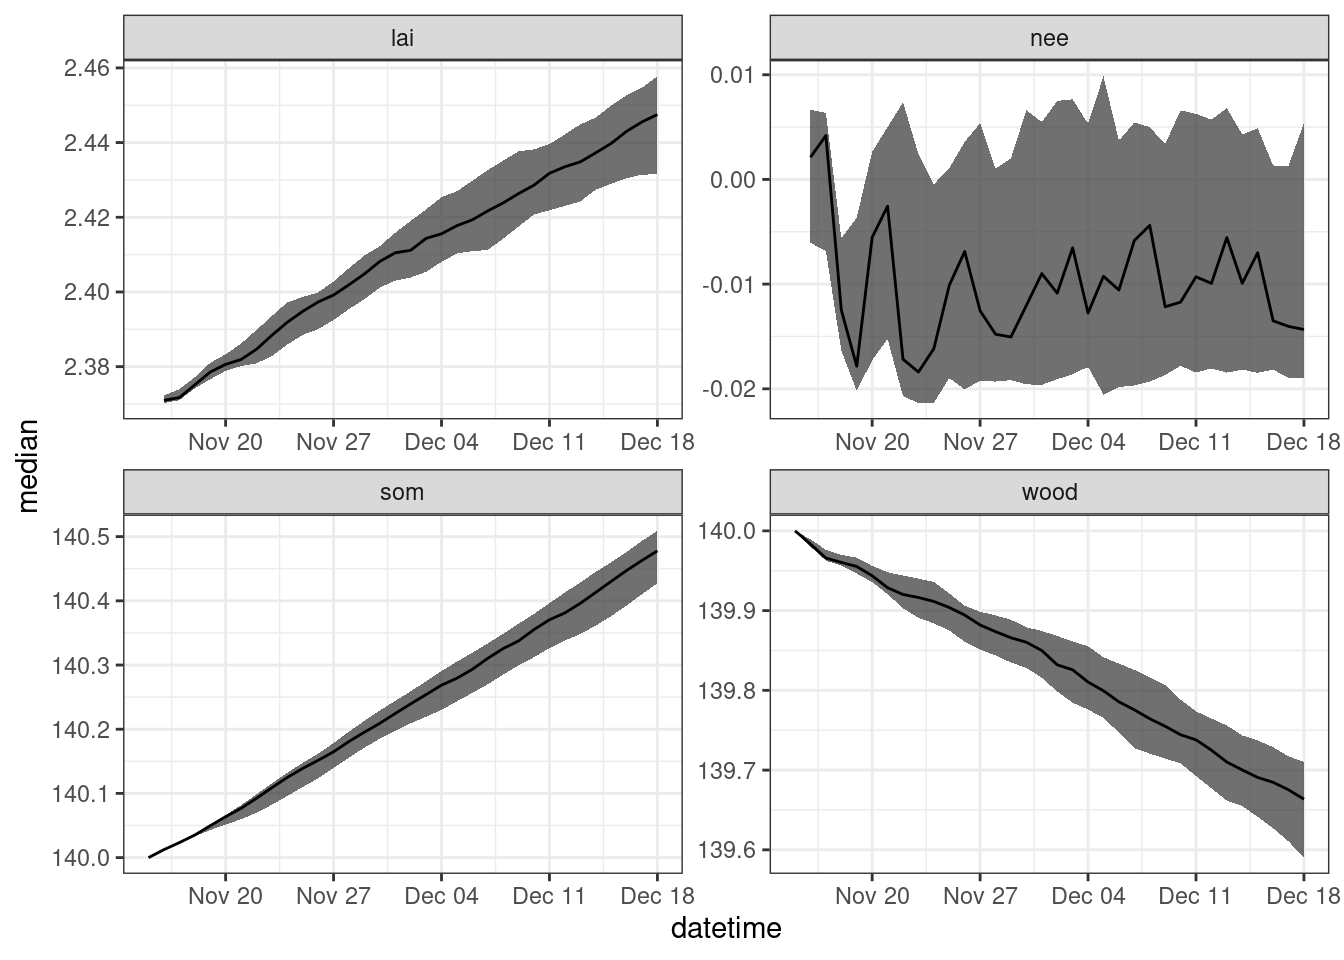 lai
nee
2.46
2.44
2.42
2.40
2.38
0.01
0.00
-0.01
-0.02
Nov 20 Nov 27 Dec 04 Dec 11 Dec 18
Nov 20 Nov 27 Dec 04 Dec 11 Dec 18
median
som
wood
140.5
140.4
140.3
140.2
140.1
140.0
140.0
139.9
139.8
139.7
139.6
Nov 20 Nov 27 Dec 04 Dec 11 Dec 18
Nov 20 Nov 27 Dec 04 Dec 11 Dec 18
datetime